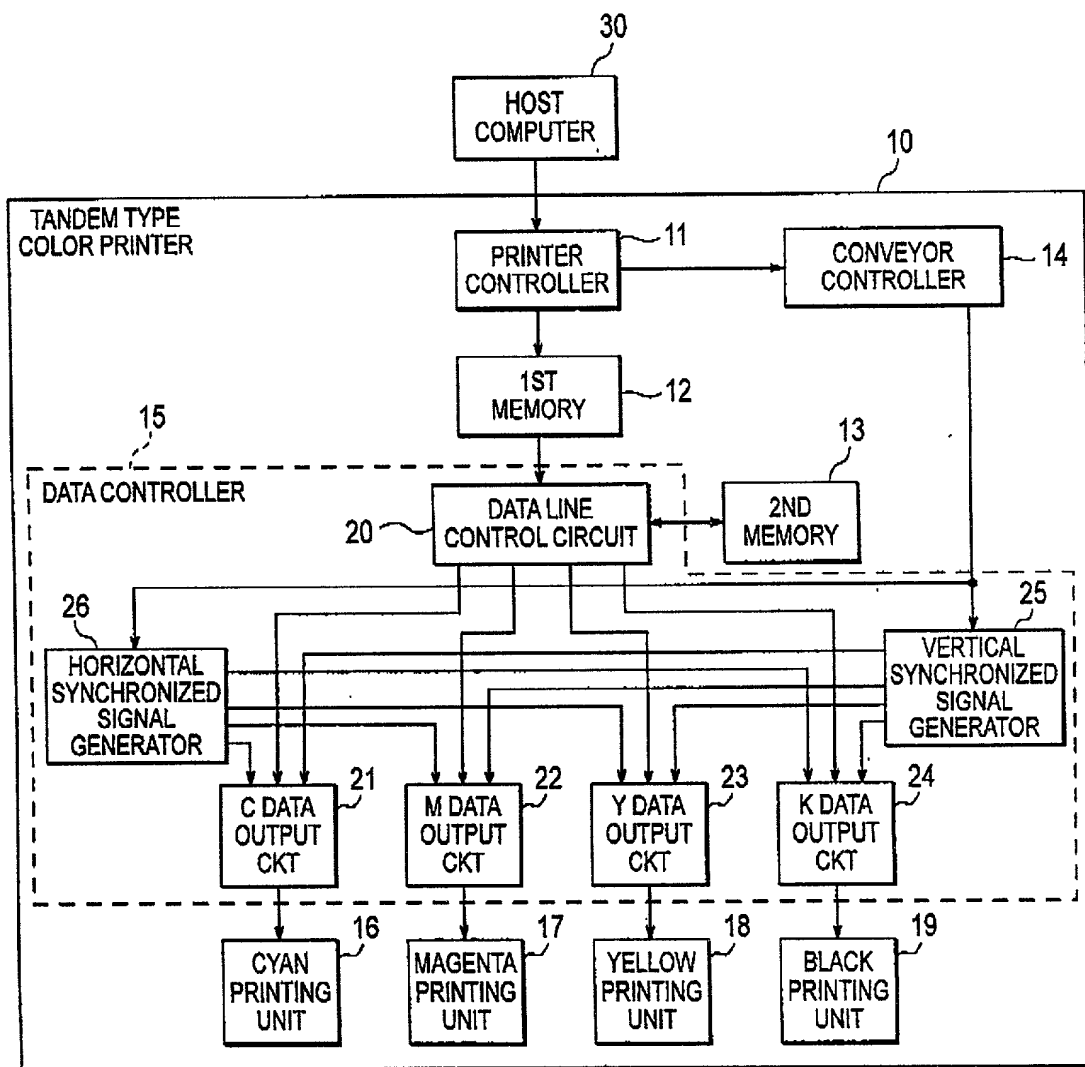 30
HOST
COMPUTER
10
TANDEM TYPE
COLOR PRINTER
11
PRINTER
CONTROLLER
CONVEYOR
CONTROLLER
14
1ST
MEMORY
12
15
13
DATA CONTROLLER
20
DATA LINE
CONTROL CIRCUIT
2ND
MEMORY
26
25
HORIZONTAL
SYNCHRONIZED
SIGNAL
GENERATOR
VERTICAL
SYNCHRONIZED
SIGNAL
GENERATOR
21
22
23
24
C DATA
OUTPUT
CKT
M DATA
OUTPUT
CKT
Y DATA
OUTPUT
CKT
K DATA
OUTPUT
CKT
16
17
18
19
CYAN
PRINTING
UNIT
MAGENTA
PRINTING
UNIT
YELLOW
PRINTING
UNIT
BLACK
PRINTING
UNIT